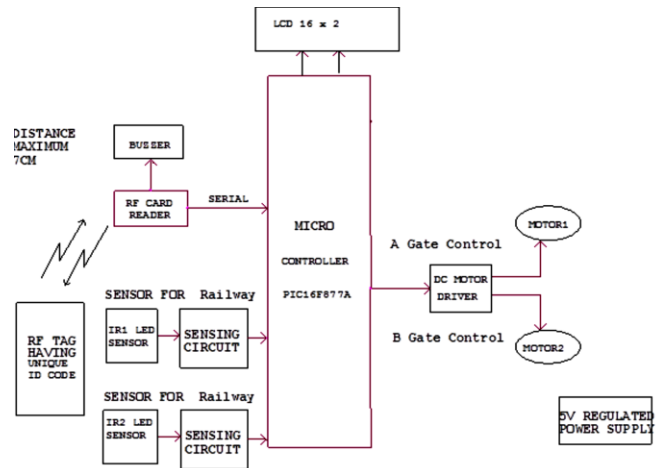 LCD 16 x 2
DISTANCE
MAXIMUM
7CM
BUZZER
RF CARD
READER
SERIAL
MICRO
CONTROLLER
PIC16F877A
A Gate Control
MOTOR1
DC MOTOR
DRIVER
B Gate Control
MOTOR2
SENSOR FOR Railway
IR1 LED
SENSOR
SENSING
CIRCUIT
RF TAG
HAVING
UNIQUE
ID CODE
SENSOR FOR Railway
IR2 LED
SENSOR
SENSING
CIRCUIT
5V REGULATED
POWER SUPPLY